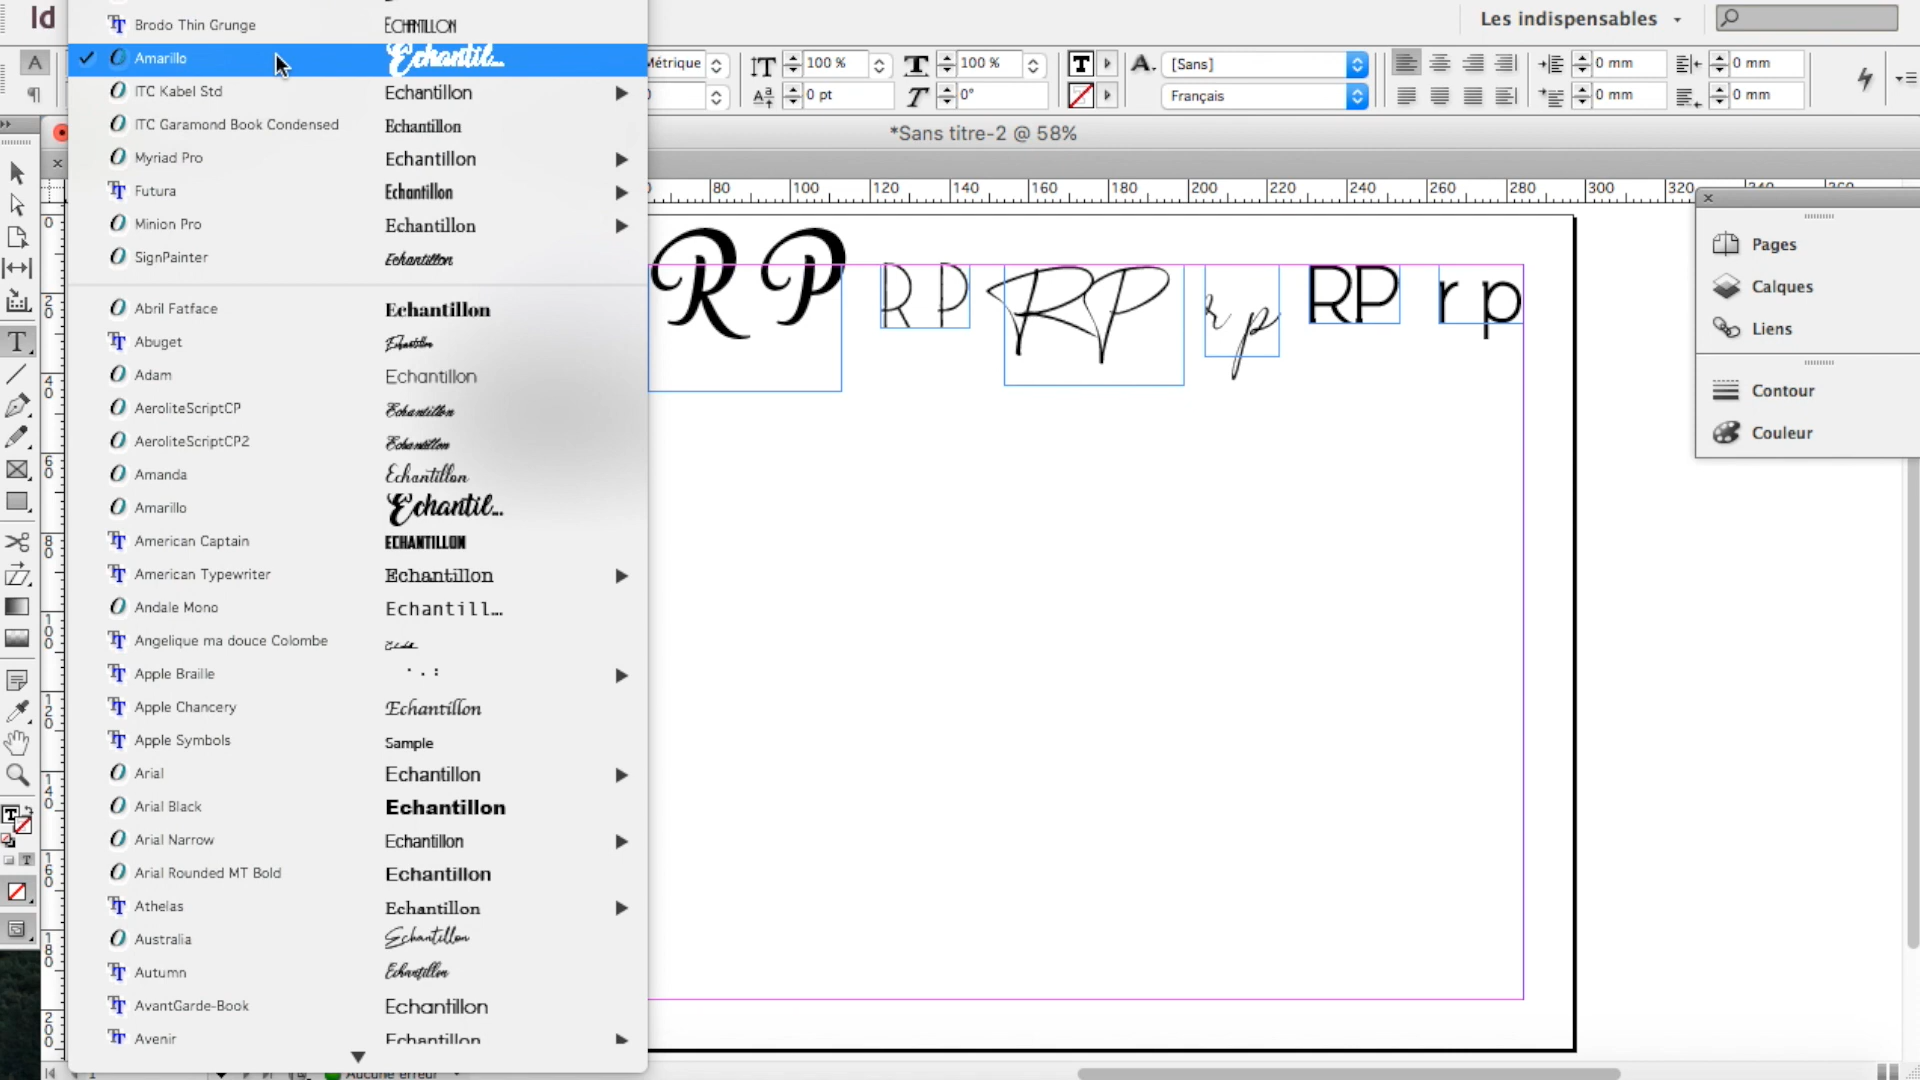 Id
Les indispensables
Brodo Thin Grunge ECHANTILLON
Amarillo Echantil...
ITC Kabel Std Echantillon
ITC Garamond Book Condensed Echantillon
Myriad Pro Echantillon
Futura Echantillon
Minion Pro Echantillon
SignPainter Echantillon
Abril Fatface Echantillon
Abuget Echantillon
Adam Echantillon
AeroliteScriptCP Echantillon
AeroliteScriptCP2 Echantillon
Amanda Echantillon
Amarillo Echantil...
American Captain ECHANTILLON
American Typewriter Echantillon
Andale Mono Echantill...
Angelique ma douce Colombe
Apple Braille
Apple Chancery Echantillon
Apple Symbols Sample
Arial Echantillon
Arial Black Echantillon
Arial Narrow Echantillon
Arial Rounded MT Bold Echantillon
Athelas Echantillon
Australia Echantillon
Autumn Echantillon
AvantGarde-Book Echantillon
Avenir Echantillon
Métrique 100 % 100 % [Sans] 0 mm 0 mm
0 pt 0° Français 0 mm 0 mm
*Sans titre-2 @ 58%
80 100 120 140 160 180 200 220 240 260 280 300 320
R P R P RP r p RP r p
Pages
Calques
Liens
Contour
Couleur
Aucune erreur